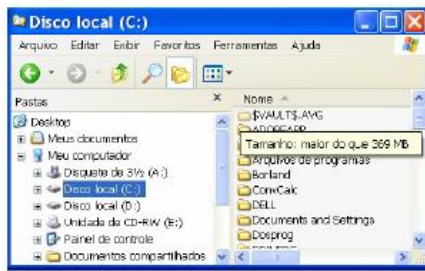 Disco local (C:)
Arquivo Editar Exibir Favoritos Ferramentas Ajuda
Pastas
Desktop
Meus documentos
Meu computador
Disquete de 3½ (A:)
Disco local (C:)
Disco local (D:)
Unidade de CD-RW (E:)
Painel de controle
Documentos compartilhados
Nome
$VAULT$.AVG
Tamanho: maior do que 369 MB
Arquivos de programas
Borland
ConvCalc
DELL
Documents and Settings
Dosprog